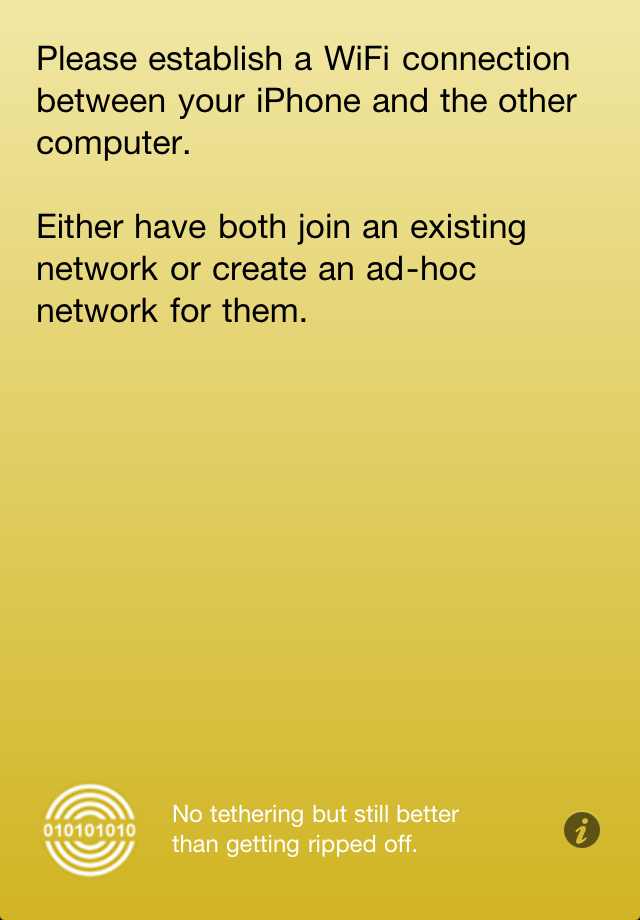 Please establish a WiFi connection
between your iPhone and the other
computer.
Either have both join an existing
network or create an ad-hoc
network for them.
010101010
No tethering but still better
than getting ripped off.
i